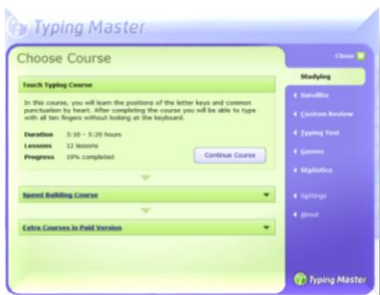 Typing Master
Choose Course
Close
Touch Typing Course
In this course, you will learn the positions of the letter keys and common
punctuation by heart. After completing the course you will be able to type
with all ten fingers without looking at the keyboard.
Duration 3:10 - 5:20 hours
Lessons 12 lessons
Progress 19% completed
Continue Course
Speed Building Course
Extra Courses in Paid Version
Studying
Satellite
Custom Review
Typing Test
Games
Statistics
Settings
About
Typing Master